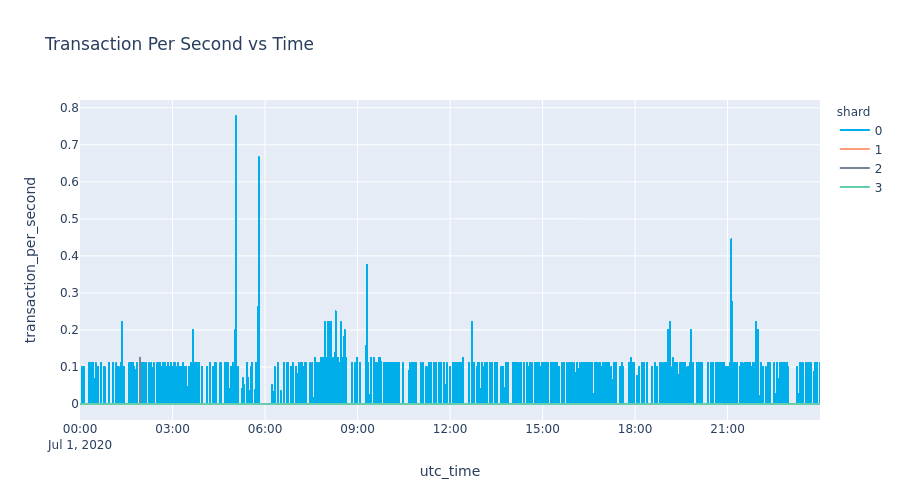 Transaction Per Second vs Time
transaction_per_second
0.8
0.7
0.6
0.5
0.4
0.3
0.2
0.1
0
00:00 03:00 06:00 09:00 12:00 15:00 18:00 21:00
Jul 1, 2020
utc_time
shard
0
1
2
3